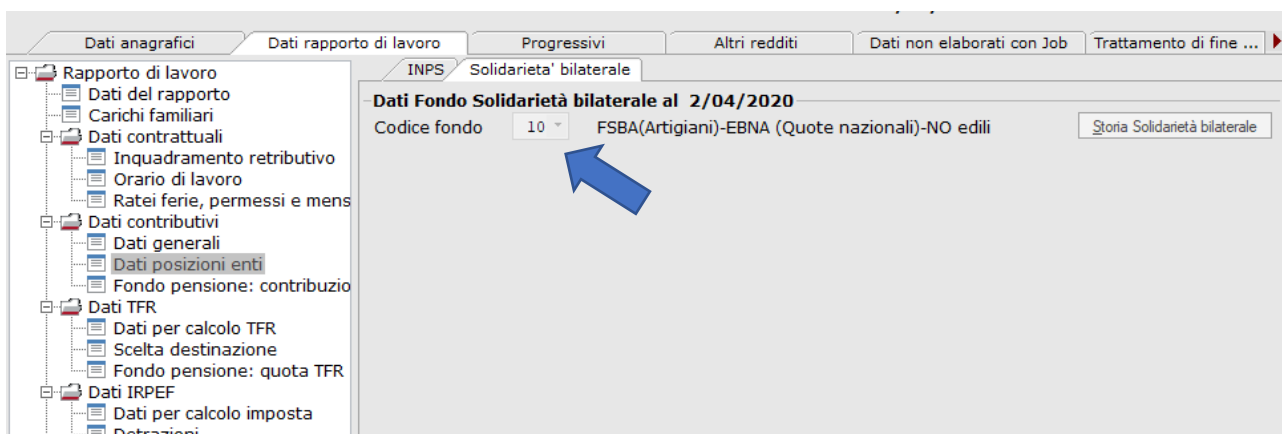 Dati anagrafici Dati rapporto di lavoro Progressivi Altri redditi Dati non elaborati con Job Trattamento di fine ...
Rapporto di lavoro
Dati del rapporto
Carichi familiari
Dati contrattuali
Inquadramento retributivo
Orario di lavoro
Ratei ferie, permessi e mens
Dati contributivi
Dati generali
Dati posizioni enti
Fondo pensione: contribuzio
Dati TFR
Dati per calcolo TFR
Scelta destinazione
Fondo pensione: quota TFR
Dati IRPEF
Dati per calcolo imposta
Detrazioni
INPS Solidarieta' bilaterale
Dati Fondo Solidarietà bilaterale al 2/04/2020
Codice fondo 10 FSBA(Artigiani)-EBNA (Quote nazionali)-NO edili Storia Solidarietà bilaterale